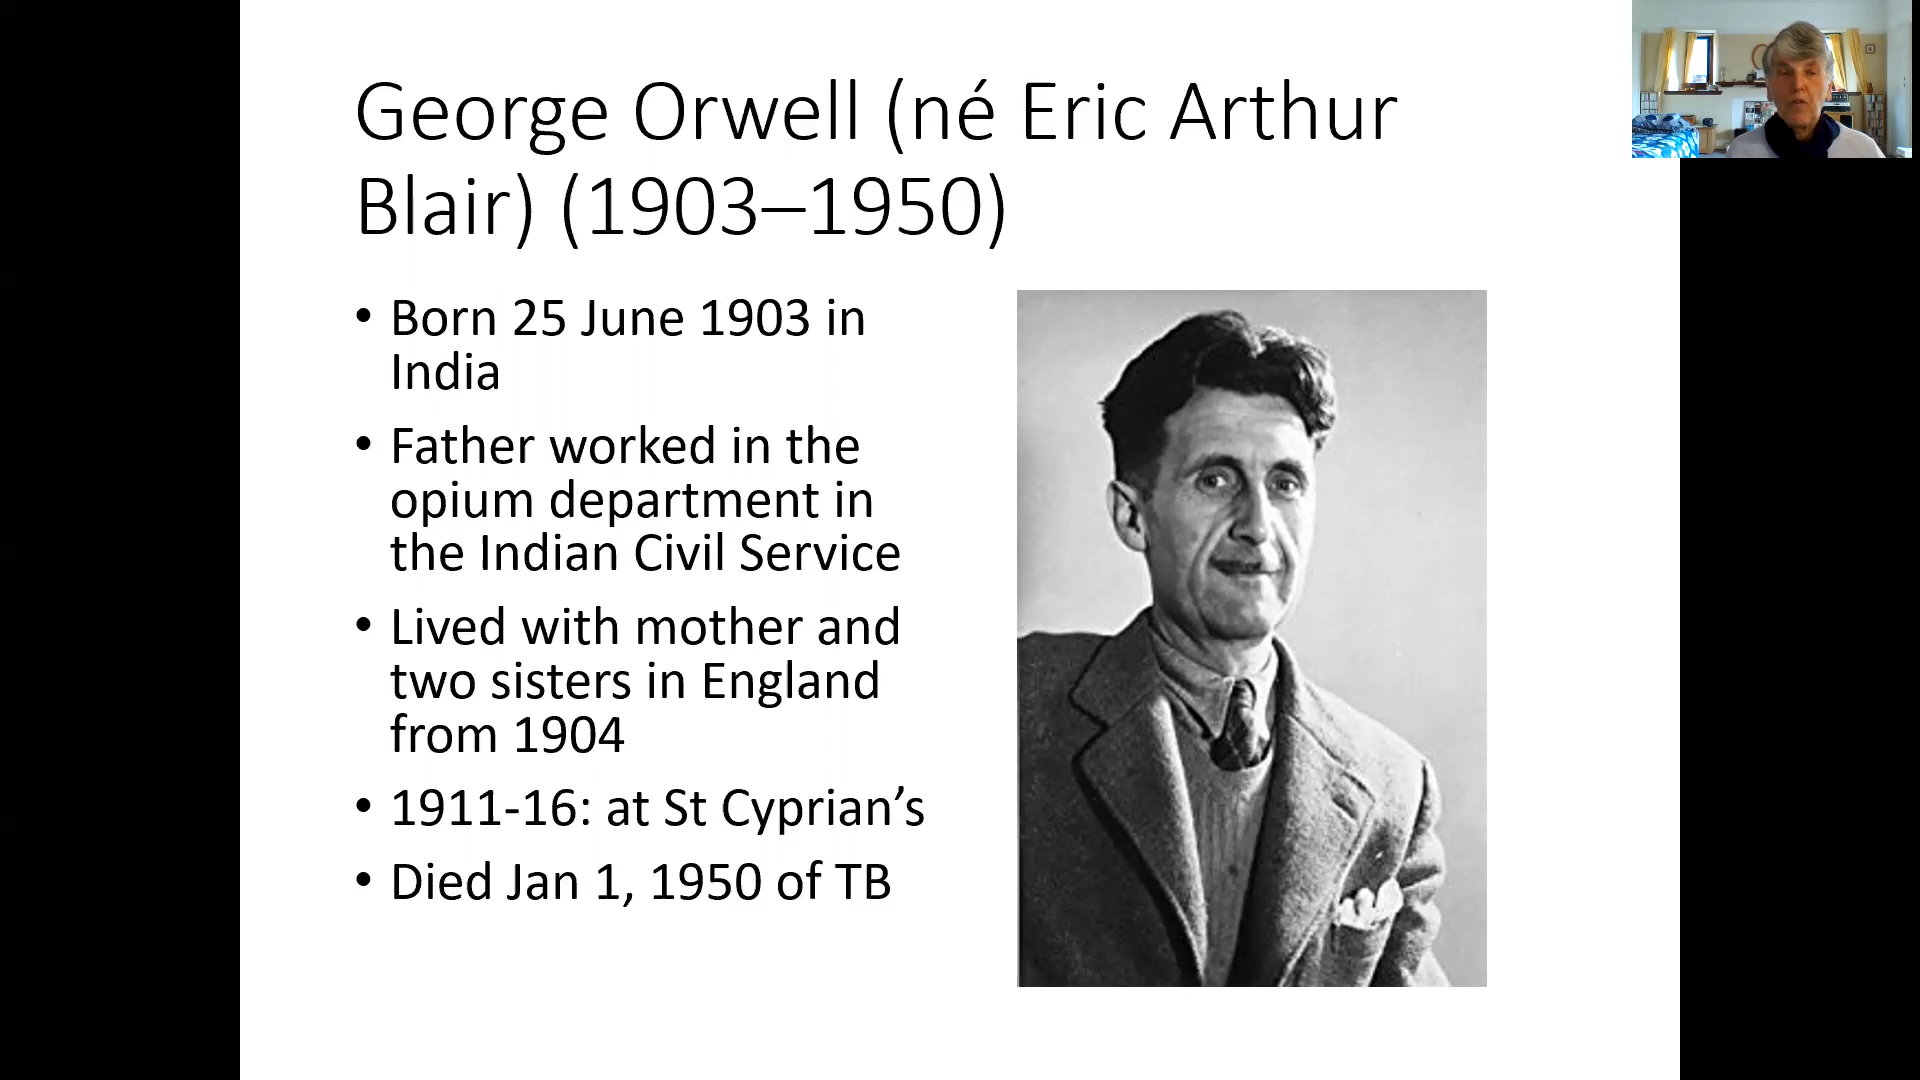 George Orwell (né Eric Arthur
Blair) (1903–1950)
• Born 25 June 1903 in
India
• Father worked in the
opium department in
the Indian Civil Service
• Lived with mother and
two sisters in England
from 1904
• 1911-16: at St Cyprian’s
• Died Jan 1, 1950 of TB